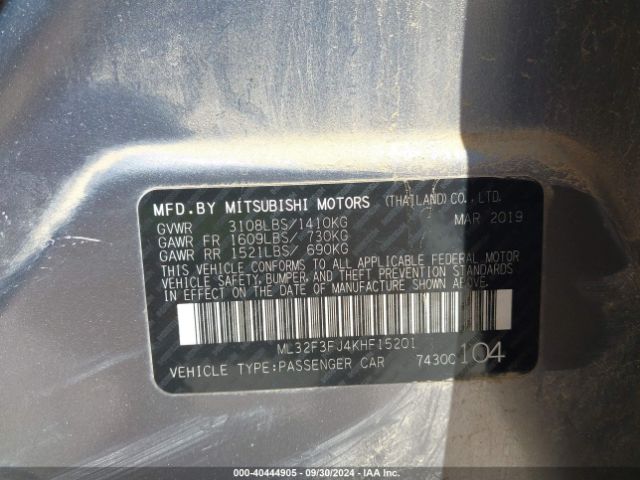 MFD.BY MITSUBISHI MOTORS (THAILAND) CO., LTD.
GVWR 3108LBS/1410KG MAR 2019
GAWR FR 1609LBS/ 730KG
GAWR RR 1521LBS/ 690KG
THIS VEHICLE CONFORMS TO ALL APPLICABLE FEDERAL MOTOR
VEHICLE SAFETY, BUMPER, AND THEFT PREVENTION STANDARDS
IN EFFECT ON THE DATE OF MANUFACTURE SHOWN ABOVE.
ML32F3FJ4KHF15201
VEHICLE TYPE:PASSENGER CAR 7430C 104
000-40444905 - 09/30/2024 - IAA Inc.